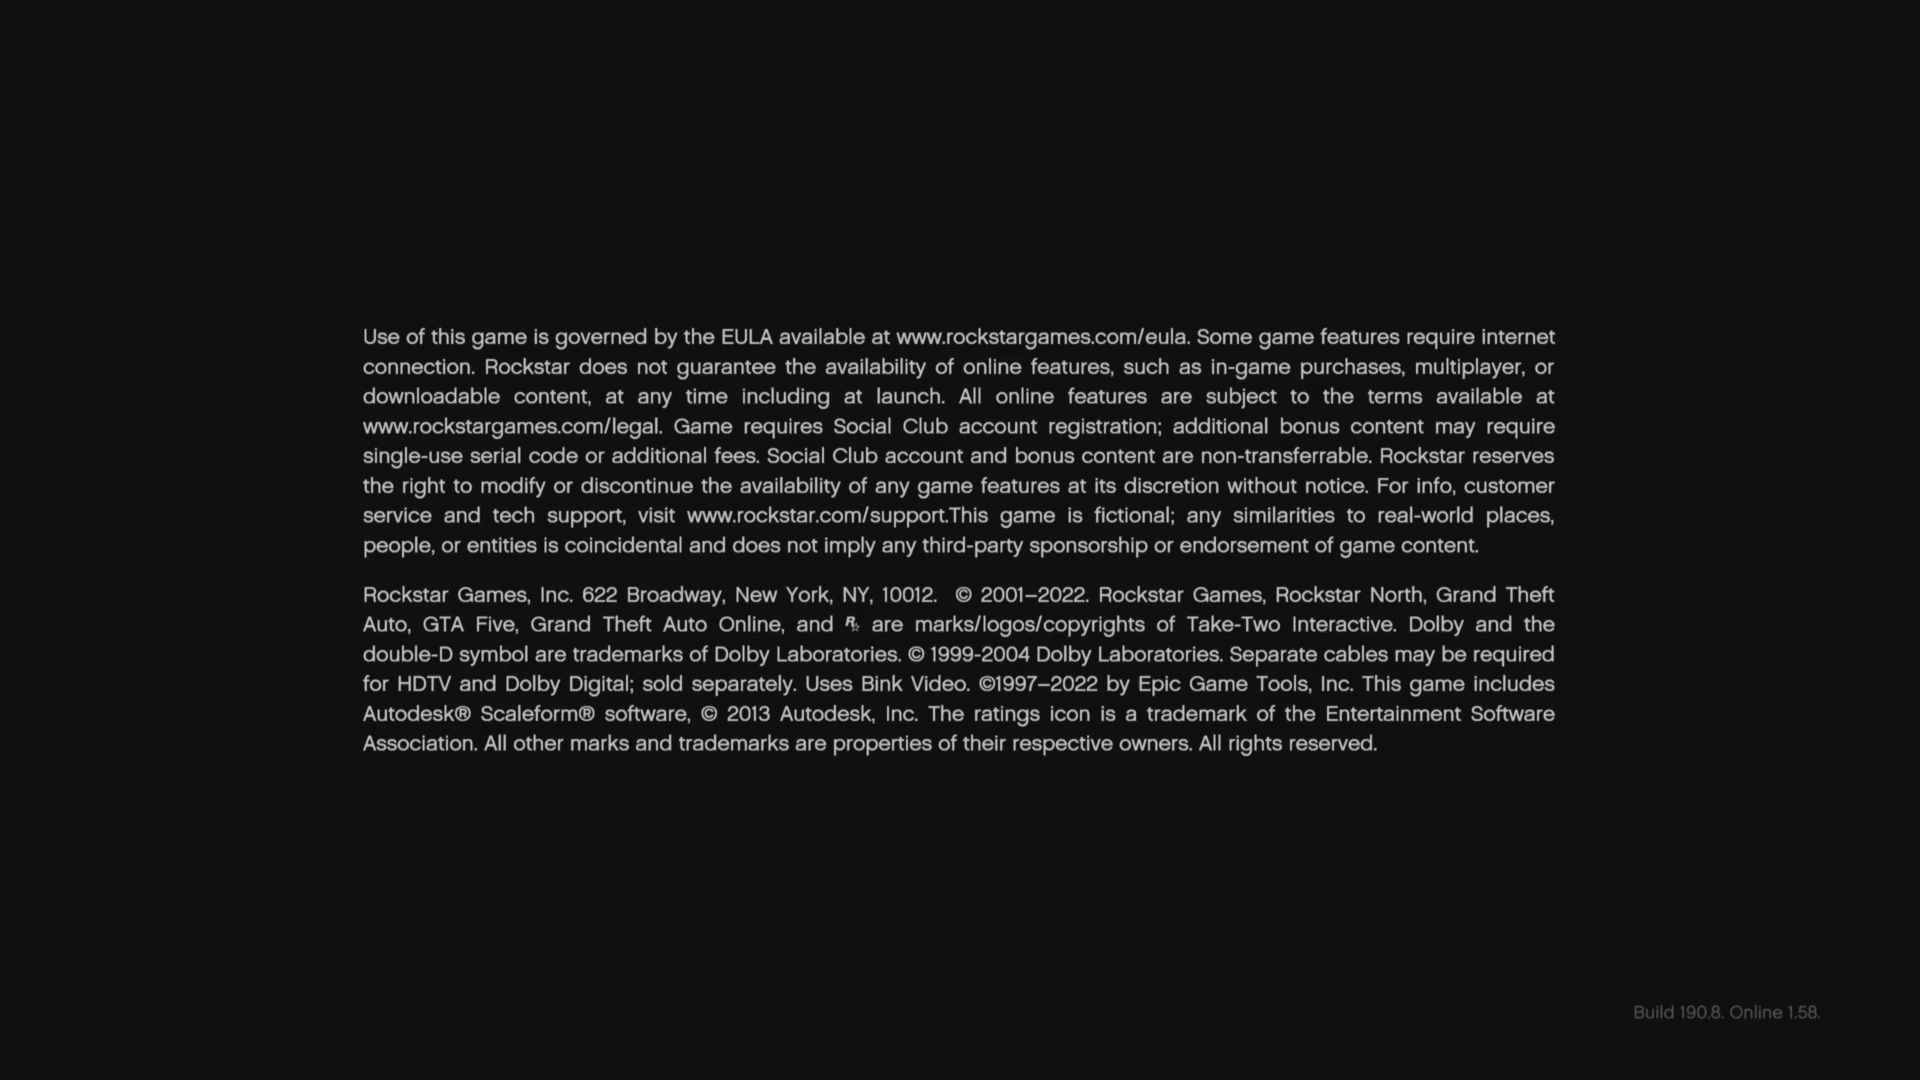 Use of this game is governed by the EULA available at www.rockstargames.com/eula. Some game features require internet
connection. Rockstar does not guarantee the availability of online features, such as in-game purchases, multiplayer, or
downloadable content, at any time including at launch. All online features are subject to the terms available at
www.rockstargames.com/legal. Game requires Social Club account registration; additional bonus content may require
single-use serial code or additional fees. Social Club account and bonus content are non-transferrable. Rockstar reserves
the right to modify or discontinue the availability of any game features at its discretion without notice. For info, customer
service and tech support, visit www.rockstar.com/support.This game is fictional; any similarities to real-world places,
people, or entities is coincidental and does not imply any third-party sponsorship or endorsement of game content.
Rockstar Games, Inc. 622 Broadway, New York, NY, 10012. © 2001–2022. Rockstar Games, Rockstar North, Grand Theft
Auto, GTA Five, Grand Theft Auto Online, and R☆ are marks/logos/copyrights of Take-Two Interactive. Dolby and the
double-D symbol are trademarks of Dolby Laboratories. © 1999-2004 Dolby Laboratories. Separate cables may be required
for HDTV and Dolby Digital; sold separately. Uses Bink Video. ©1997–2022 by Epic Game Tools, Inc. This game includes
Autodesk® Scaleform® software, © 2013 Autodesk, Inc. The ratings icon is a trademark of the Entertainment Software
Association. All other marks and trademarks are properties of their respective owners. All rights reserved.
Build 190.8. Online 1.58.